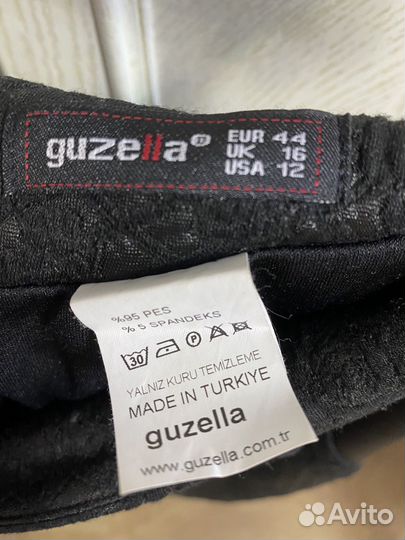 guzella®
EUR 44
UK 16
USA 12
%95 PES
% 5 SPANDEKS
30 P
YALNIZ KURU TEMİZLEME
MADE IN TURKIYE
guzella
www.guzella.com.tr
Avito